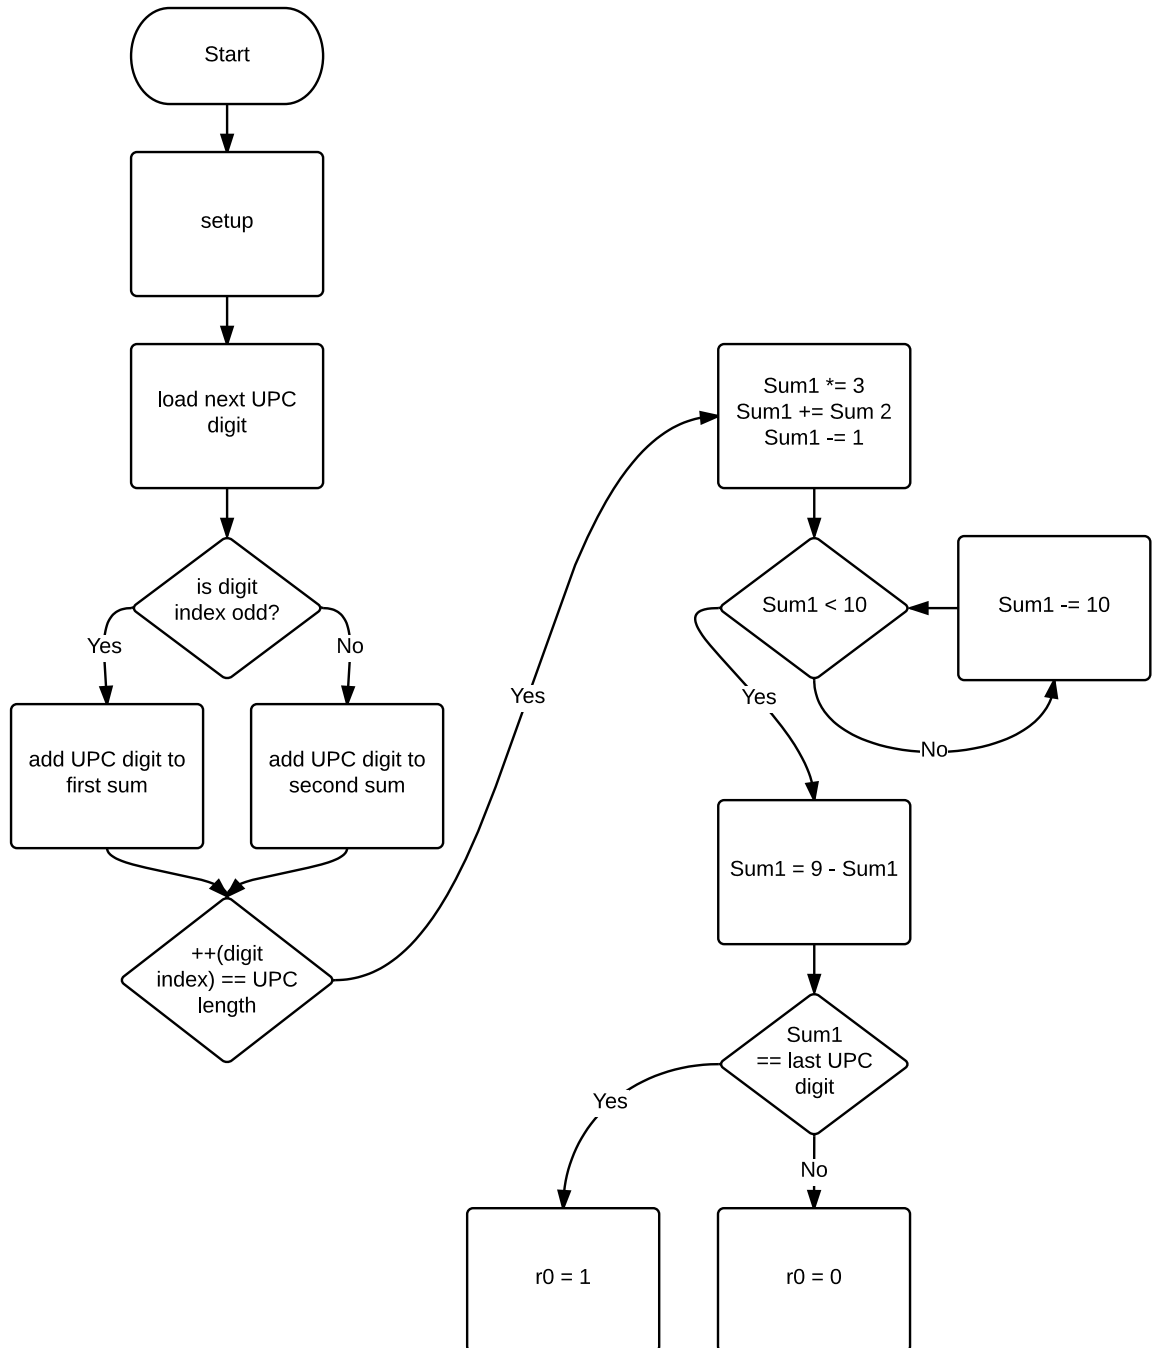 Start
setup
load next UPC
digit
is digit
index odd?
Yes
No
add UPC digit to
first sum
add UPC digit to
second sum
++(digit
index) == UPC
length
Yes
Sum1 *= 3
Sum1 += Sum 2
Sum1 -= 1
Sum1 < 10
Sum1 -= 10
Yes
No
Sum1 = 9 - Sum1
Sum1
== last UPC
digit
Yes
No
r0 = 1
r0 = 0